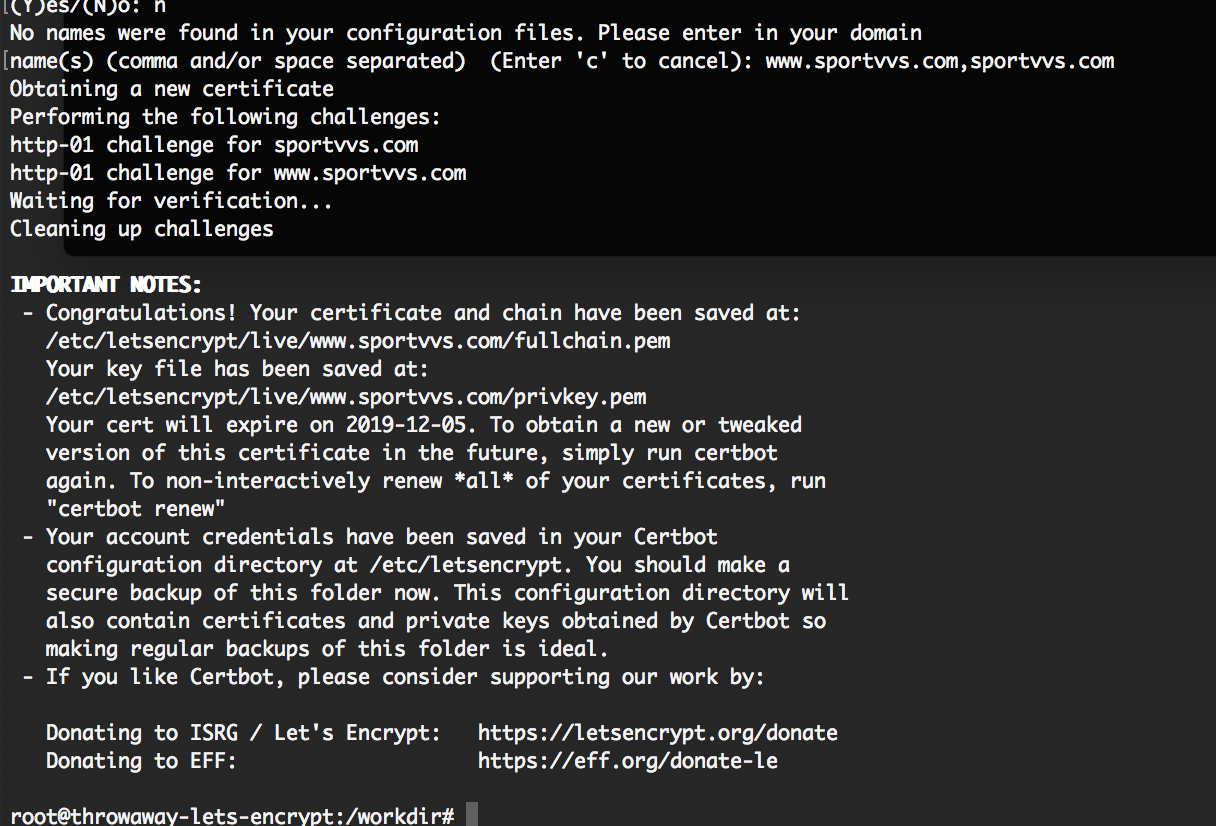 (Y)es/(N)o: n
No names were found in your configuration files. Please enter in your domain
[name(s) (comma and/or space separated)  (Enter 'c' to cancel): www.sportvvs.com,sportvvs.com
Obtaining a new certificate
Performing the following challenges:
http-01 challenge for sportvvs.com
http-01 challenge for www.sportvvs.com
Waiting for verification...
Cleaning up challenges
IMPORTANT NOTES:
- Congratulations! Your certificate and chain have been saved at:
/etc/letsencrypt/live/www.sportvvs.com/fullchain.pem
Your key file has been saved at:
/etc/letsencrypt/live/www.sportvvs.com/privkey.pem
Your cert will expire on 2019-12-05. To obtain a new or tweaked
version of this certificate in the future, simply run certbot
again. To non-interactively renew *all* of your certificates, run
"certbot renew"
- Your account credentials have been saved in your Certbot
configuration directory at /etc/letsencrypt. You should make a
secure backup of this folder now. This configuration directory will
also contain certificates and private keys obtained by Certbot so
making regular backups of this folder is ideal.
- If you like Certbot, please consider supporting our work by:
Donating to ISRG / Let's Encrypt:   https://letsencrypt.org/donate
Donating to EFF:                    https://eff.org/donate-le
root@throwaway-lets-encrypt:/workdir#